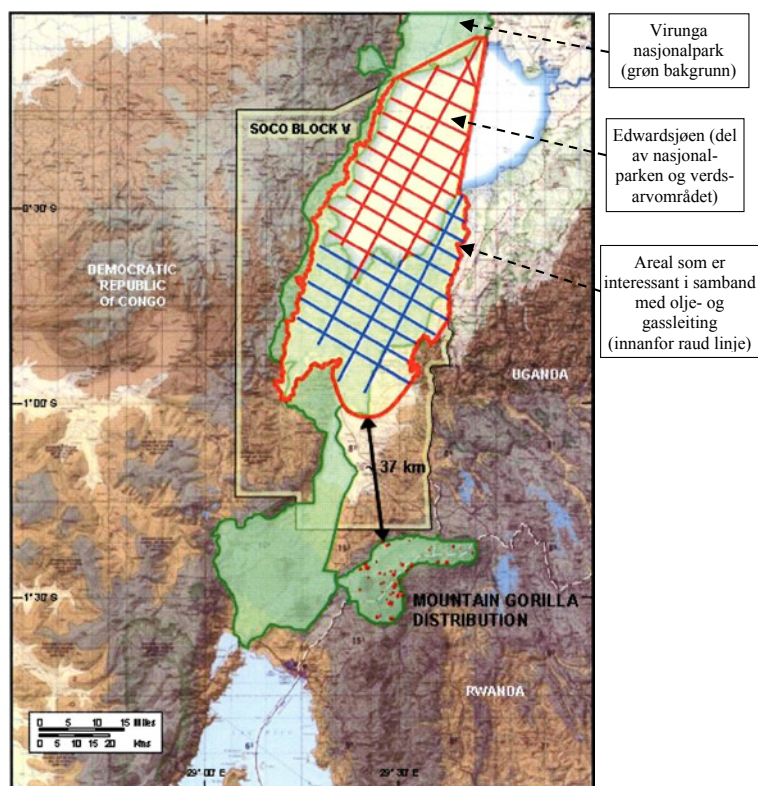 Virunga
nasjonalpark
(grøn bakgrunn)
Edwardsjøen (del
av nasjonal-
parken og verds-
arvområdet)
Areal som er
interessant i samband
med olje- og
gassleiting
(innanfor raud linje)
SOCO BLOCK V
0°30'S
DEMOCRATIC
REPUBLIC
Of CONGO
UGANDA
1°00'S
37 km
1°30'S
MOUNTAIN GORILLA
DISTRIBUTION
RWANDA
0 5 10 15 Miles
0 5 10 15 20 Kms
29°00'E
29°30'E